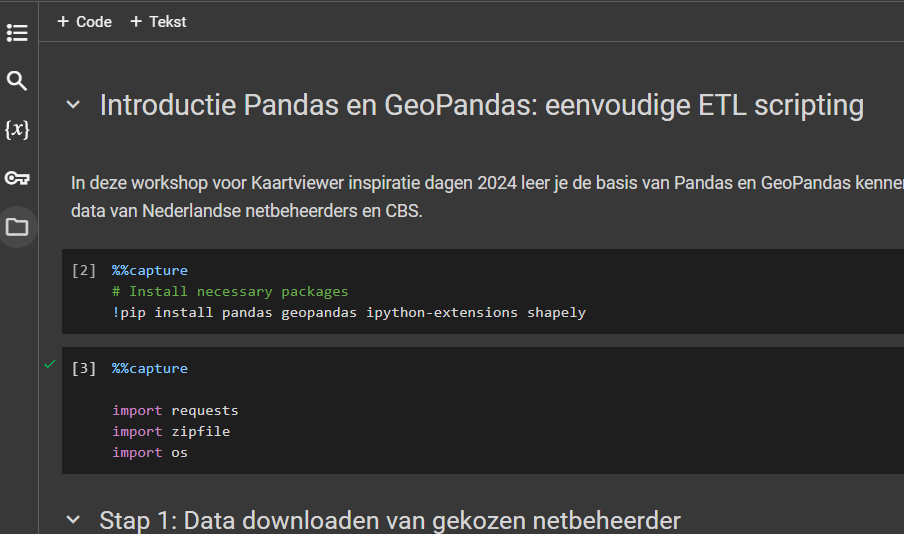 + Code + Tekst
Introductie Pandas en GeoPandas: eenvoudige ETL scripting
{x}
In deze workshop voor Kaartviewer inspiratie dagen 2024 leer je de basis van Pandas en GeoPandas
data van Nederlandse netbeheerders en CBS.
[2] %%capture
# Install necessary packages
!pip install pandas geopandas ipython-extensions shapely
[3] %%capture
import requests
import zipfile
import os
Stap 1: Data downloaden van gekozen netbeheerder